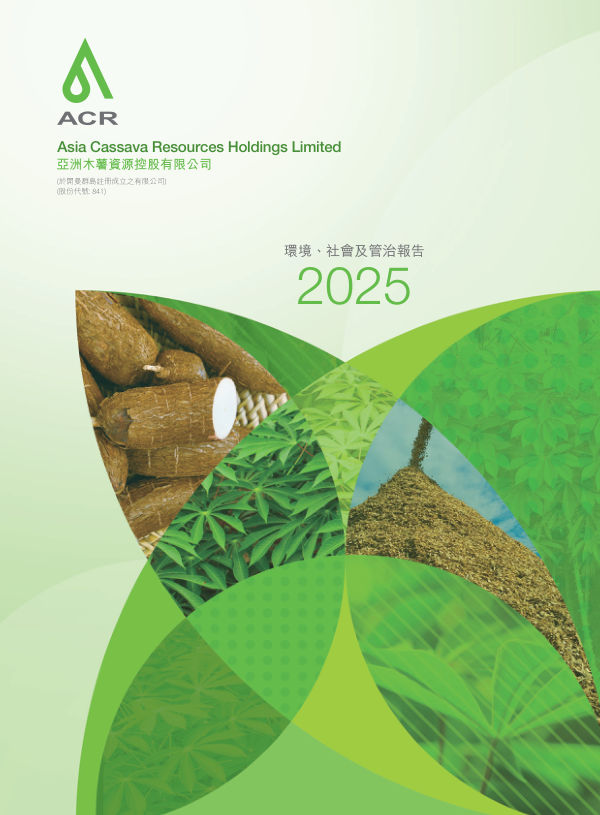 ACR
Asia Cassava Resources Holdings Limited
亞洲木薯資源控股有限公司
(於開曼群島註冊成立之有限公司)
(股份代號: 841)
環境、社會及管治報告
2025